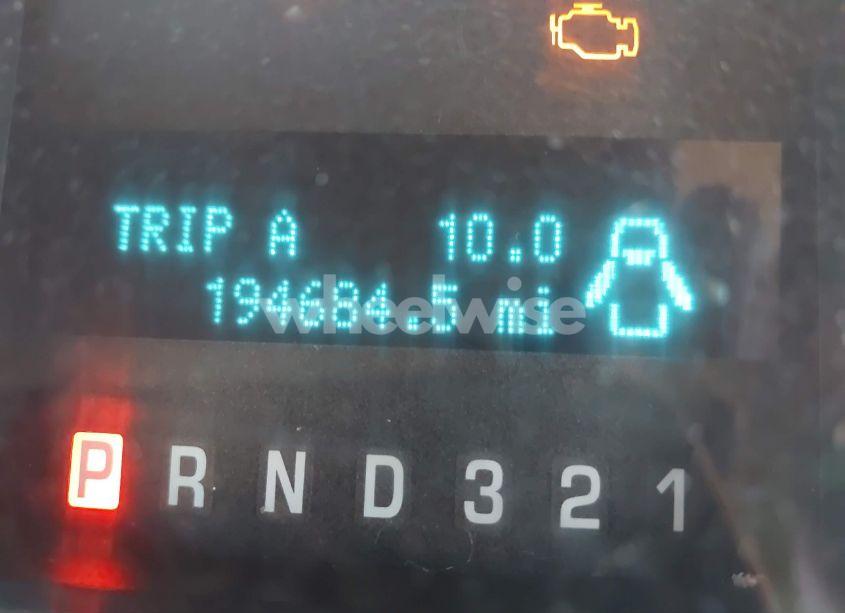 TRIP A 10.0
194684.5 mi
wheelwise
P R N D 3 2 1